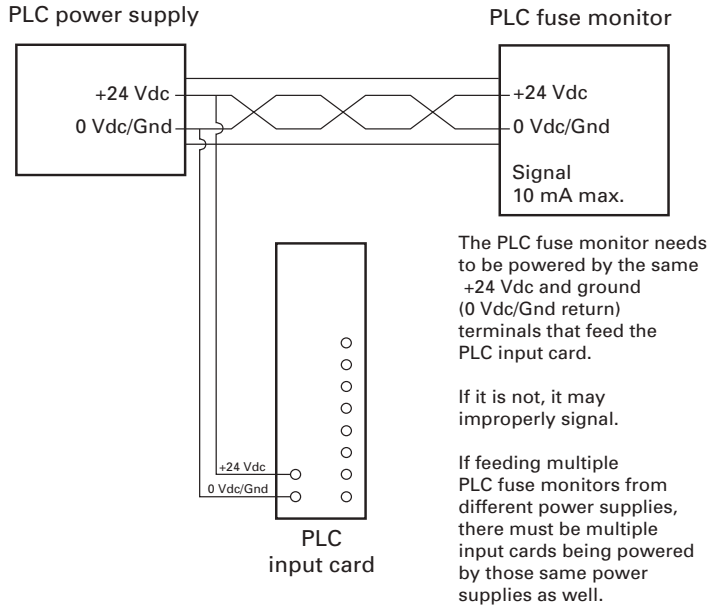 PLC power supply
PLC fuse monitor
+24 Vdc
0 Vdc/Gnd
+24 Vdc
0 Vdc/Gnd
Signal
10 mA max.
The PLC fuse monitor needs
to be powered by the same
+24 Vdc and ground
(0 Vdc/Gnd return)
terminals that feed the
PLC input card.
If it is not, it may
improperly signal.
If feeding multiple
PLC fuse monitors from
different power supplies,
there must be multiple
input cards being powered
by those same power
supplies as well.
+24 Vdc
0 Vdc/Gnd
PLC
input card